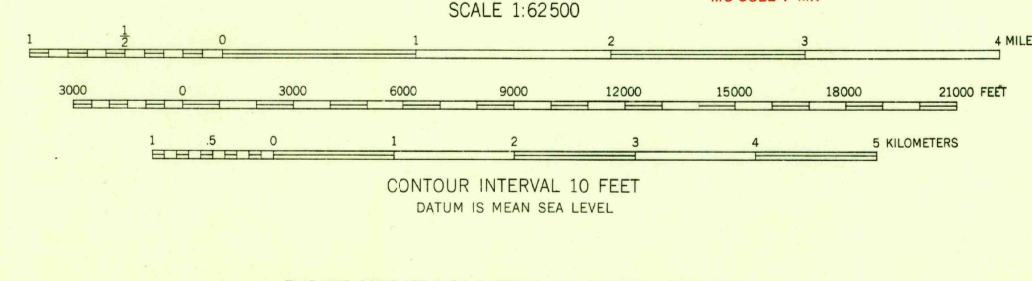 SCALE 1:62500
1 1/2 0 1 2 3 4 MILE
3000 0 3000 6000 9000 12000 15000 18000 21000 FEET
1 .5 0 1 2 3 4 5 KILOMETERS
CONTOUR INTERVAL 10 FEET
DATUM IS MEAN SEA LEVEL